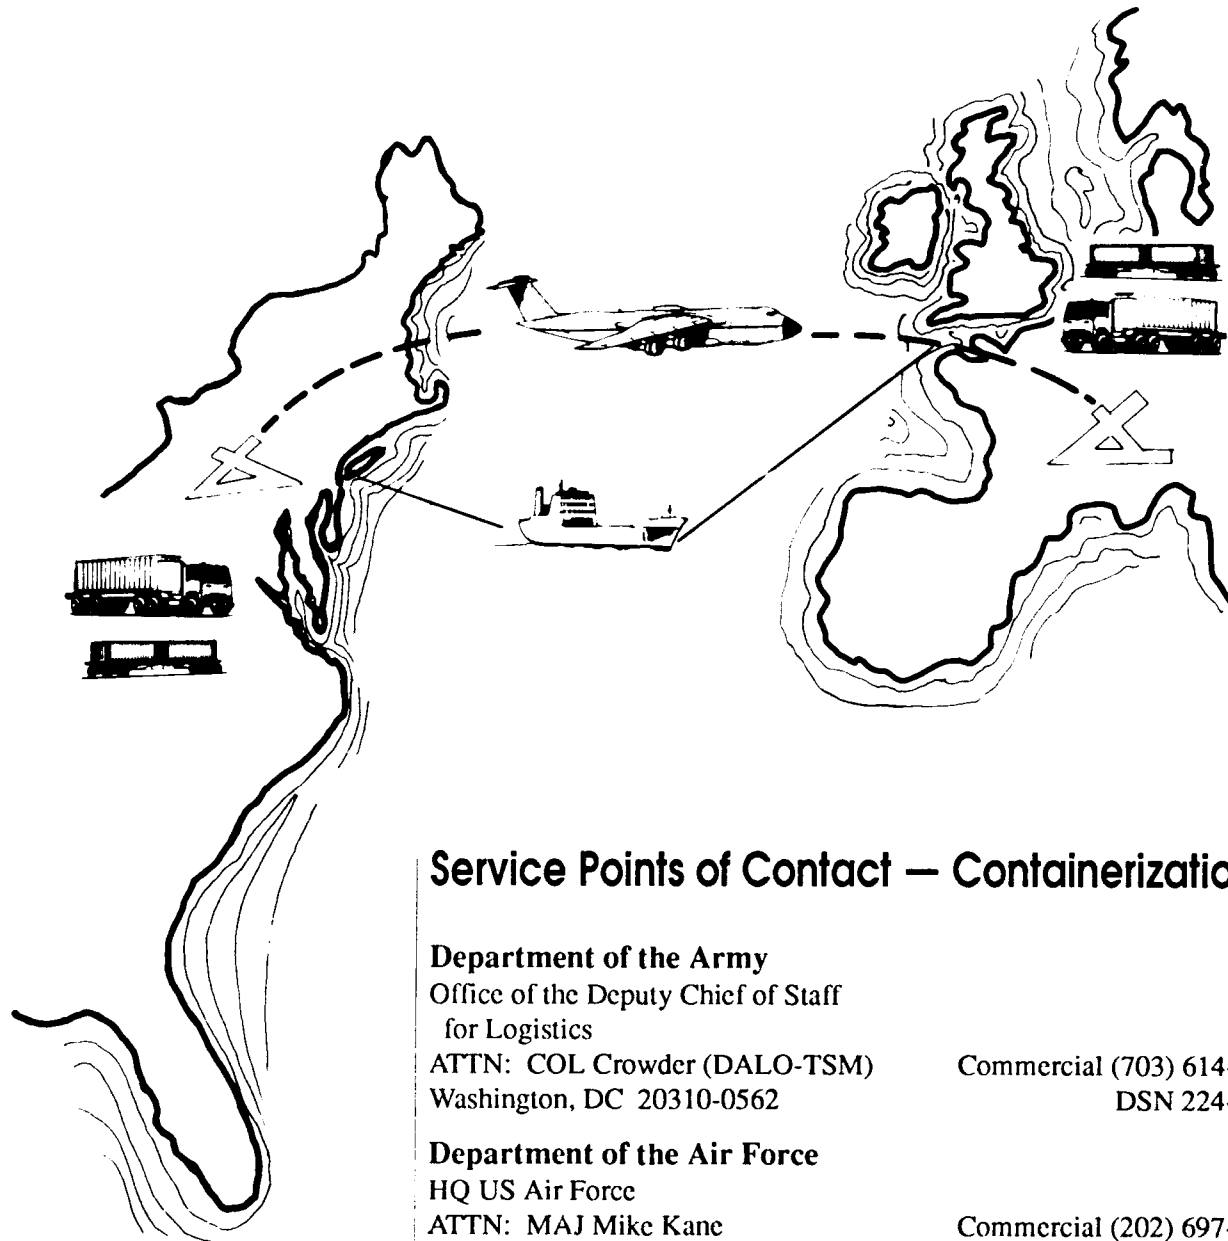 Service Points of Contact — Containerizatio
Department of the Army
Office of the Deputy Chief of Staff
for Logistics
ATTN: COL Crowder (DALO-TSM) Commercial (703) 614-
Washington, DC 20310-0562 DSN 224-
Department of the Air Force
HQ US Air Force
ATTN: MAJ Mike Kane Commercial (202) 697-